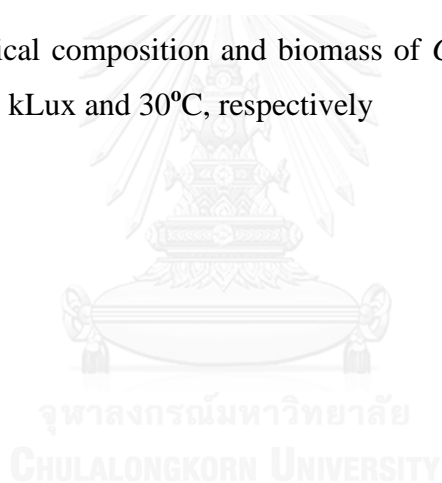 ical composition and biomass of C
kLux and 30ºC, respectively
จุฬาลงกรณ์มหาวิทยาลัย
CHULALONGKORN UNIVERSITY